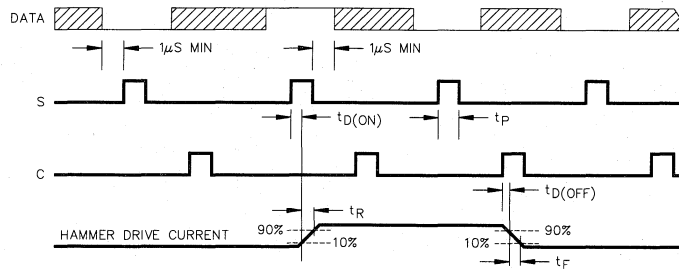 DATA
1μS MIN
1μS MIN
S
tD(ON)
tP
C
tD(OFF)
tR
HAMMER DRIVE CURRENT
90%
10%
10%
90%
tF